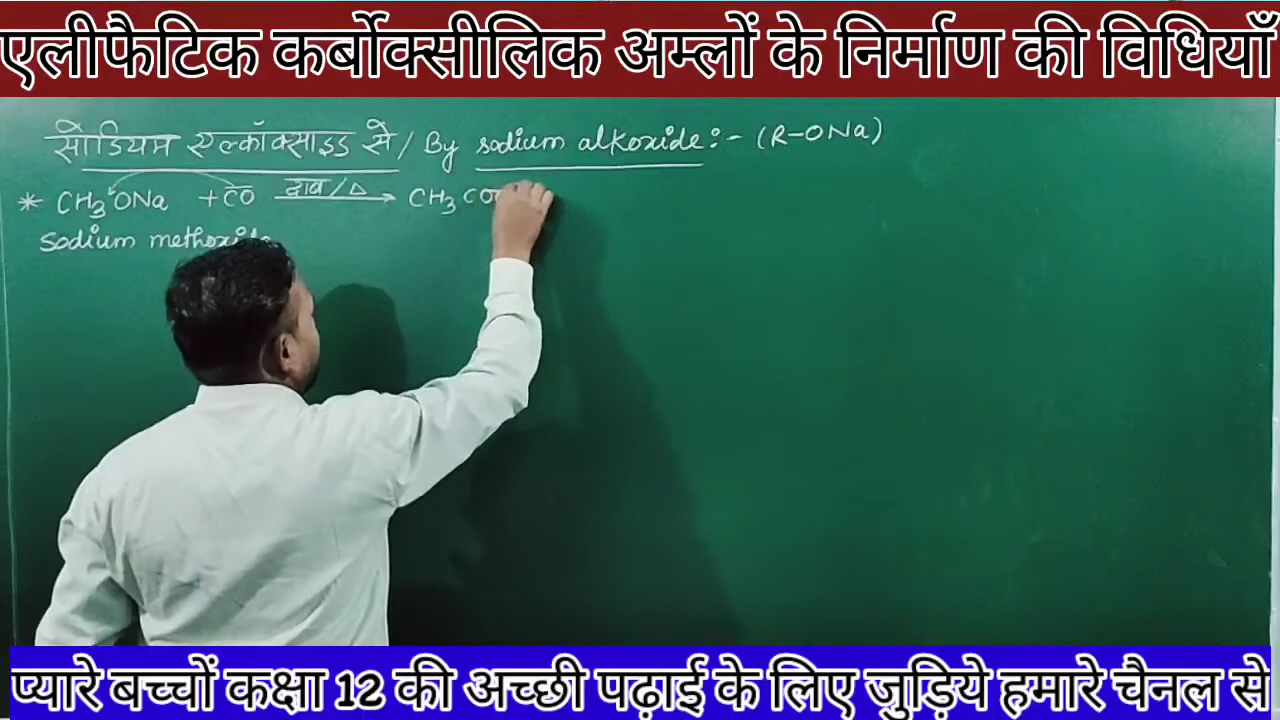 एलीफैटिक कर्बोक्सीलिक अम्लों के निर्माण की विधियाँ
सोडियम एल्कॉक्साइड से / By sodium alkoxide :- (R-ONa)
* CH₃ONa + CO दाब/△ → CH₃CO
Sodium methoxide
प्यारे बच्चों कक्षा 12 की अच्छी पढ़ाई के लिए जुड़िये हमारे चैनल से